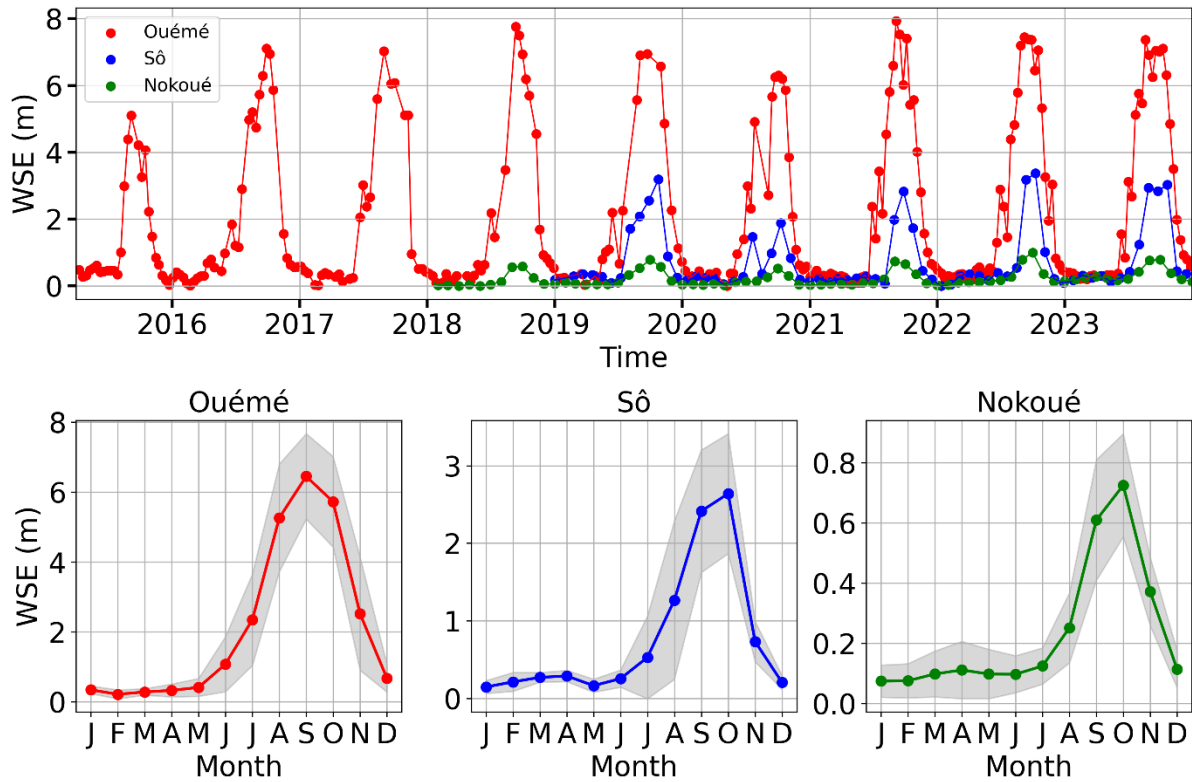 8
6
4
2
0
WSE (m)
Ouémé
Sô
Nokoué
2016 2017 2018 2019 2020 2021 2022 2023
Time
Ouémé
8
6
4
2
0
WSE (m)
J F M A M J J A S O N D
Month
Sô
3
2
1
0
J F M A M J J A S O N D
Month
Nokoué
0.8
0.6
0.4
0.2
0.0
J F M A M J J A S O N D
Month